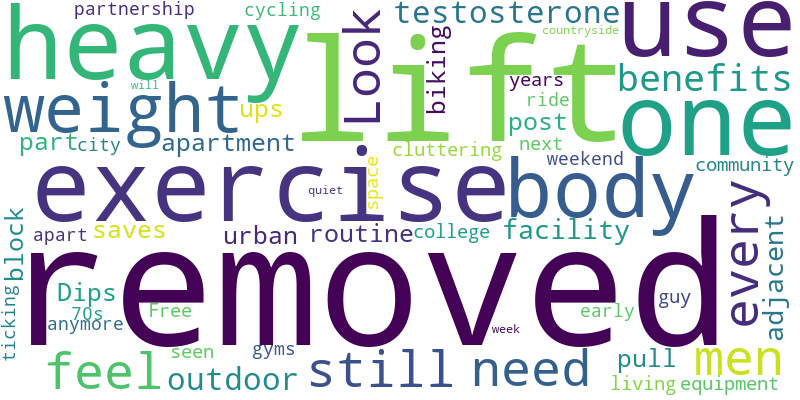 partnership cycling testosterone use
heavy lift Look biking countryside
will years benefits
weight ups ride one
part city apartment post
cluttering next weekend community
exercise space quiet body
block apart saves urban routine college facility every adjacent
removed
ticking Dips 70s Free early guy
anymore week
feel seen gyms still need pull men
outdoor living equipment